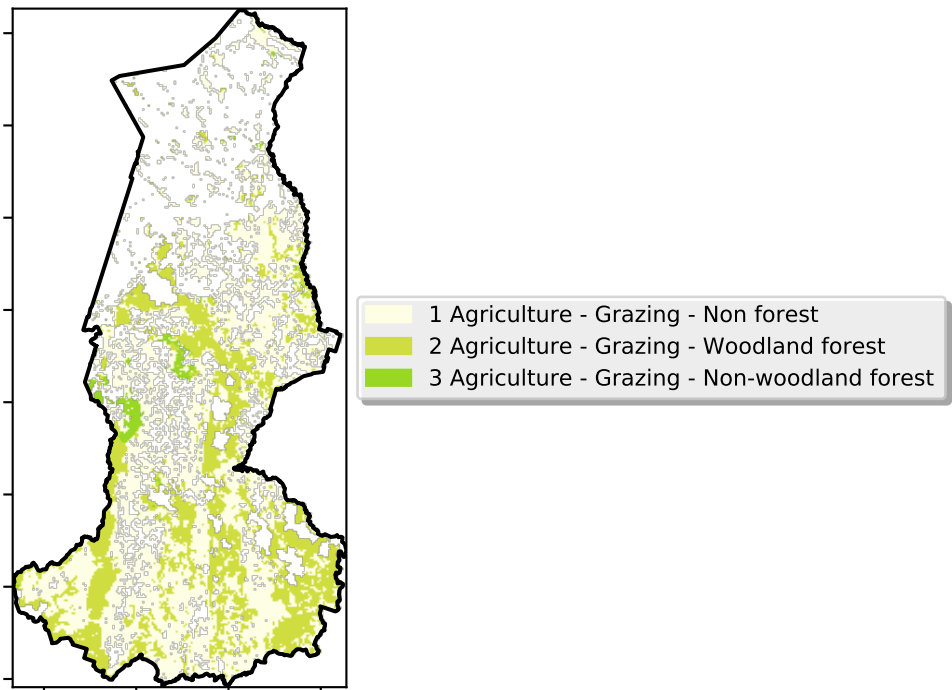 1 Agriculture - Grazing - Non forest
2 Agriculture - Grazing - Woodland forest
3 Agriculture - Grazing - Non-woodland forest